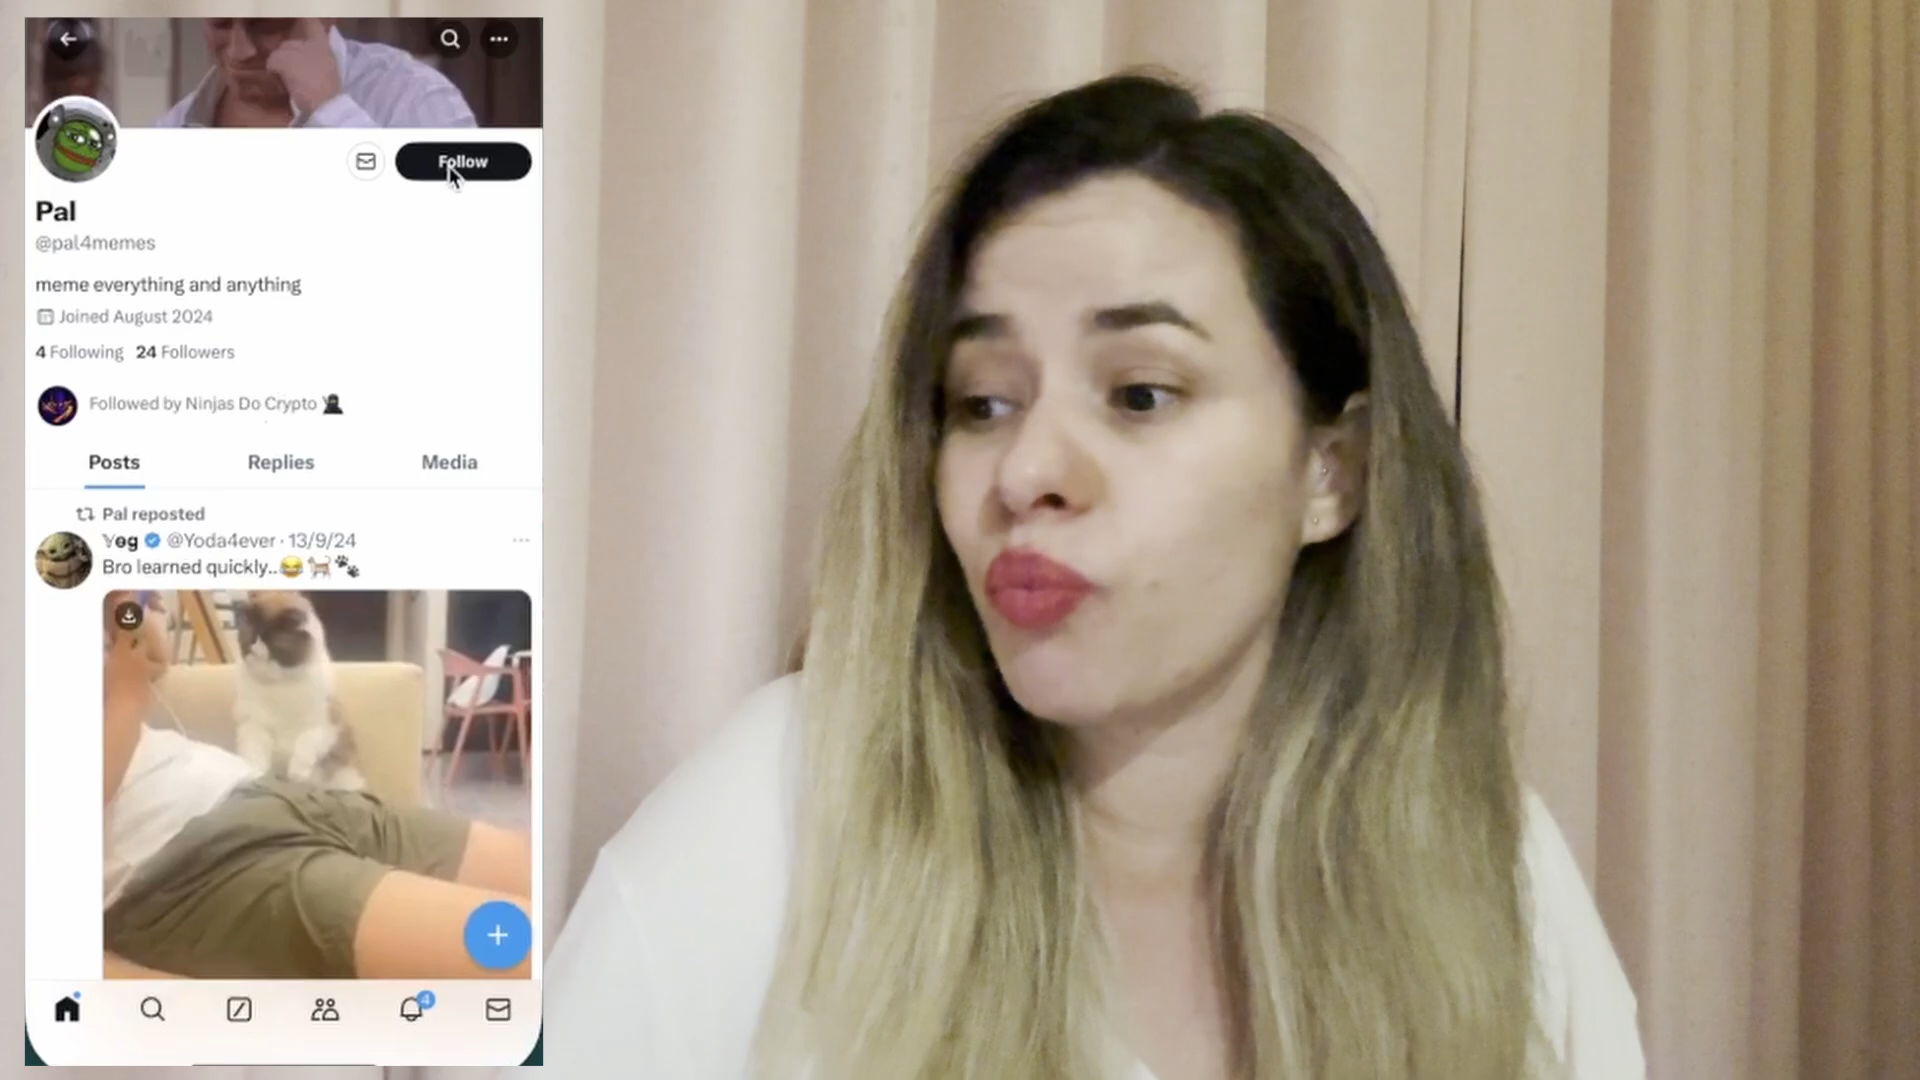 Follow
Pal
@pal4memes
meme everything and anything
Joined August 2024
4 Following 24 Followers
Followed by Ninjas Do Crypto 🥷
Posts Replies Media
Pal reposted
Yog @Yoda4ever · 13/9/24
Bro learned quickly..😂🐈🐾
4